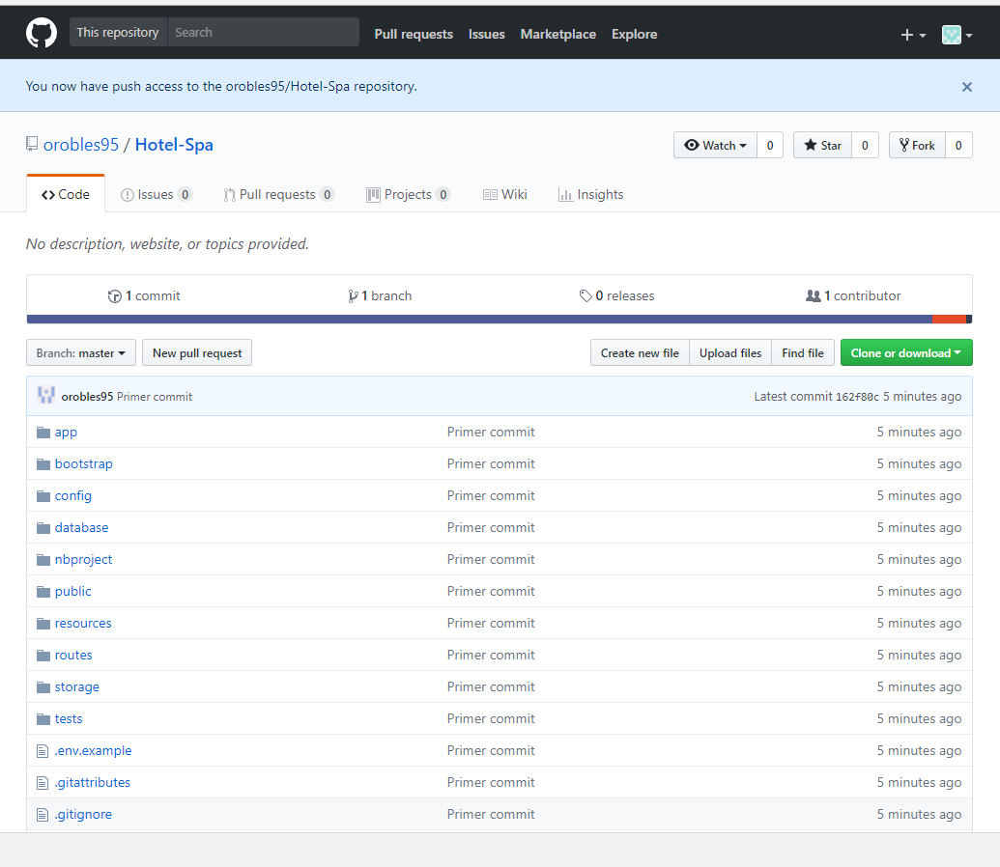 This repository Search Pull requests Issues Marketplace Explore
You now have push access to the orobles95/Hotel-Spa repository.
orobles95 / Hotel-Spa Watch 0 Star 0 Fork 0
Code Issues 0 Pull requests 0 Projects 0 Wiki Insights
No description, website, or topics provided.
1 commit 1 branch 0 releases 1 contributor
Branch: master New pull request Create new file Upload files Find file Clone or download
orobles95 Primer commit Latest commit 162f80c 5 minutes ago
app Primer commit 5 minutes ago
bootstrap Primer commit 5 minutes ago
config Primer commit 5 minutes ago
database Primer commit 5 minutes ago
nbproject Primer commit 5 minutes ago
public Primer commit 5 minutes ago
resources Primer commit 5 minutes ago
routes Primer commit 5 minutes ago
storage Primer commit 5 minutes ago
tests Primer commit 5 minutes ago
.env.example Primer commit 5 minutes ago
.gitattributes Primer commit 5 minutes ago
.gitignore Primer commit 5 minutes ago